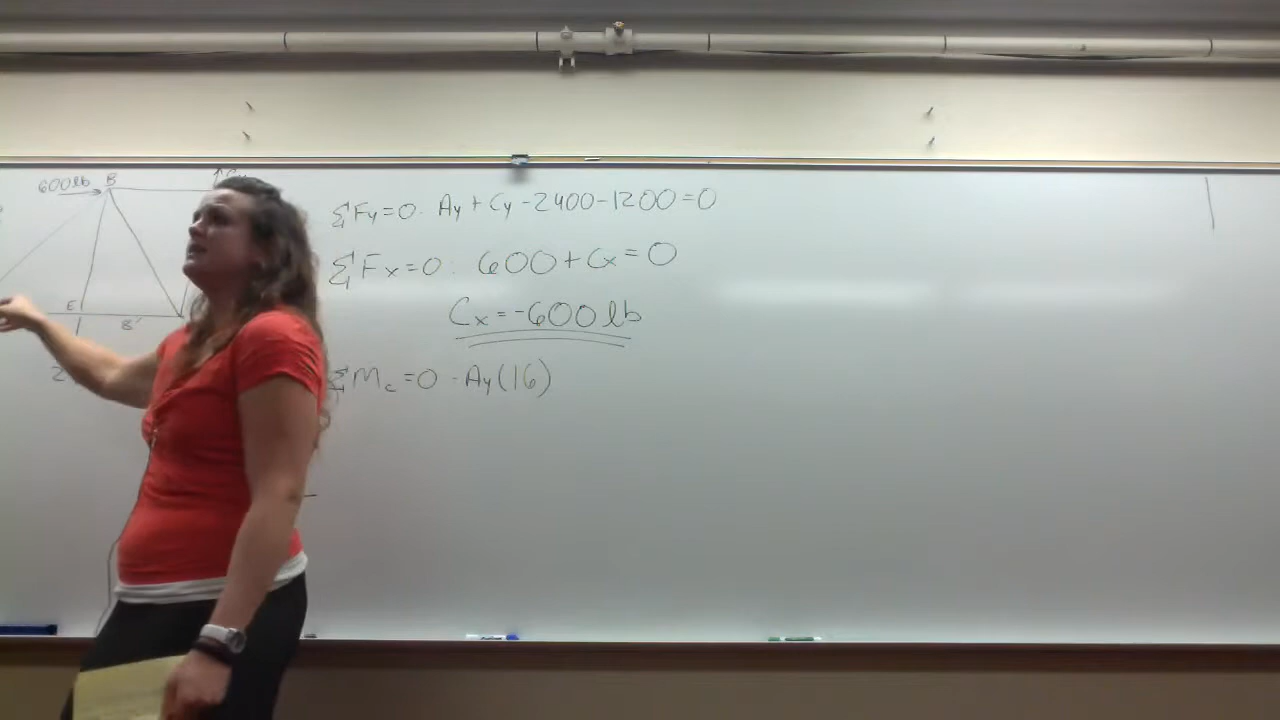 600lb B
E
8'
2
ΣFy=0. Ay+Cy-2400-1200=0
ΣFx=0. 600+Cx=0
Cx=-600lb
ΣMc=0 -Ay(16)